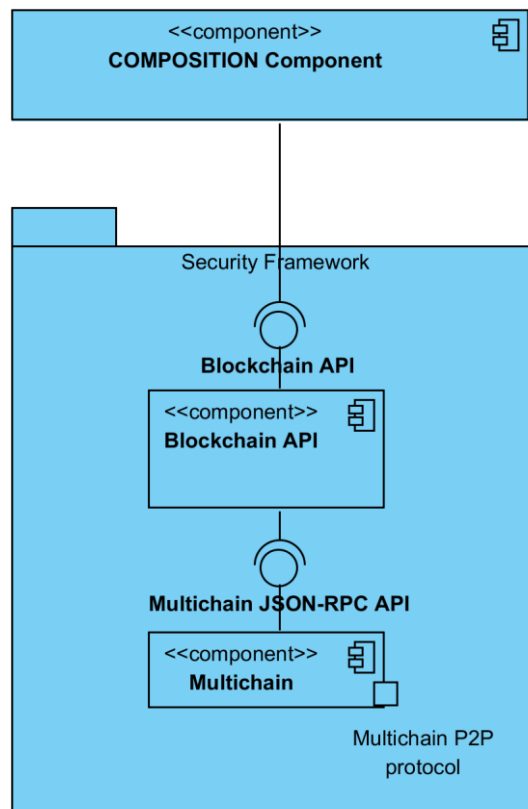 <<component>>
COMPOSITION Component
Security Framework
Blockchain API
<<component>>
Blockchain API
Multichain JSON-RPC API
<<component>>
Multichain
Multichain P2P
protocol